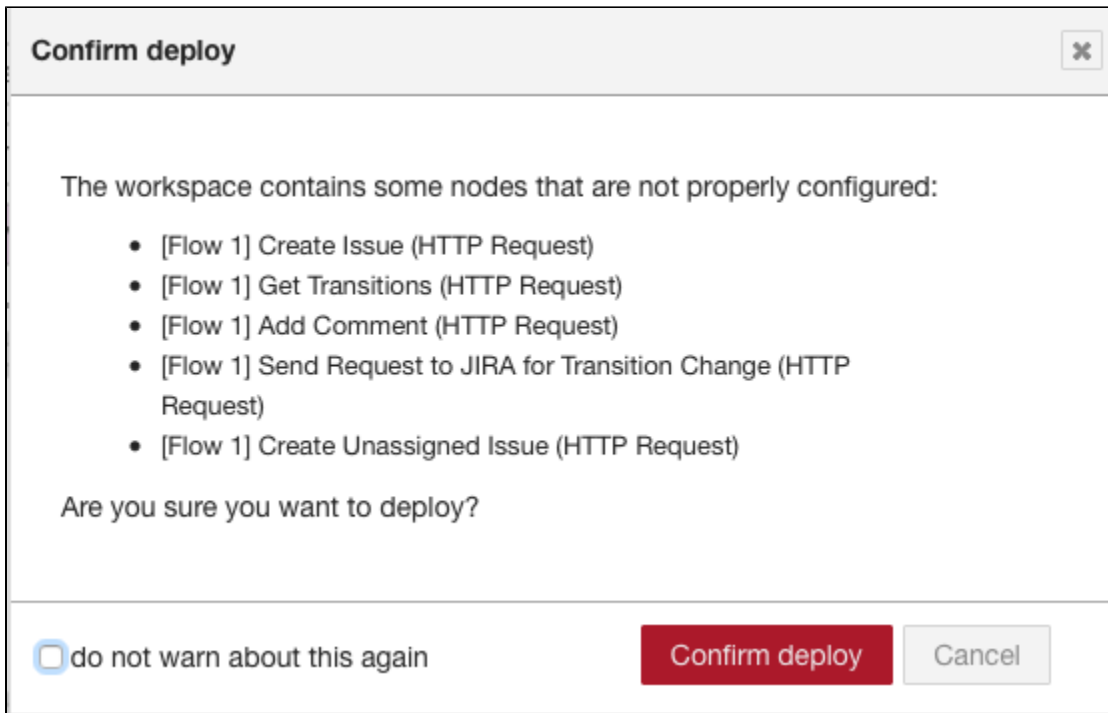 Confirm deploy
The workspace contains some nodes that are not properly configured:
• [Flow 1] Create Issue (HTTP Request)
• [Flow 1] Get Transitions (HTTP Request)
• [Flow 1] Add Comment (HTTP Request)
• [Flow 1] Send Request to JIRA for Transition Change (HTTP
Request)
• [Flow 1] Create Unassigned Issue (HTTP Request)
Are you sure you want to deploy?
do not warn about this again
Confirm deploy
Cancel